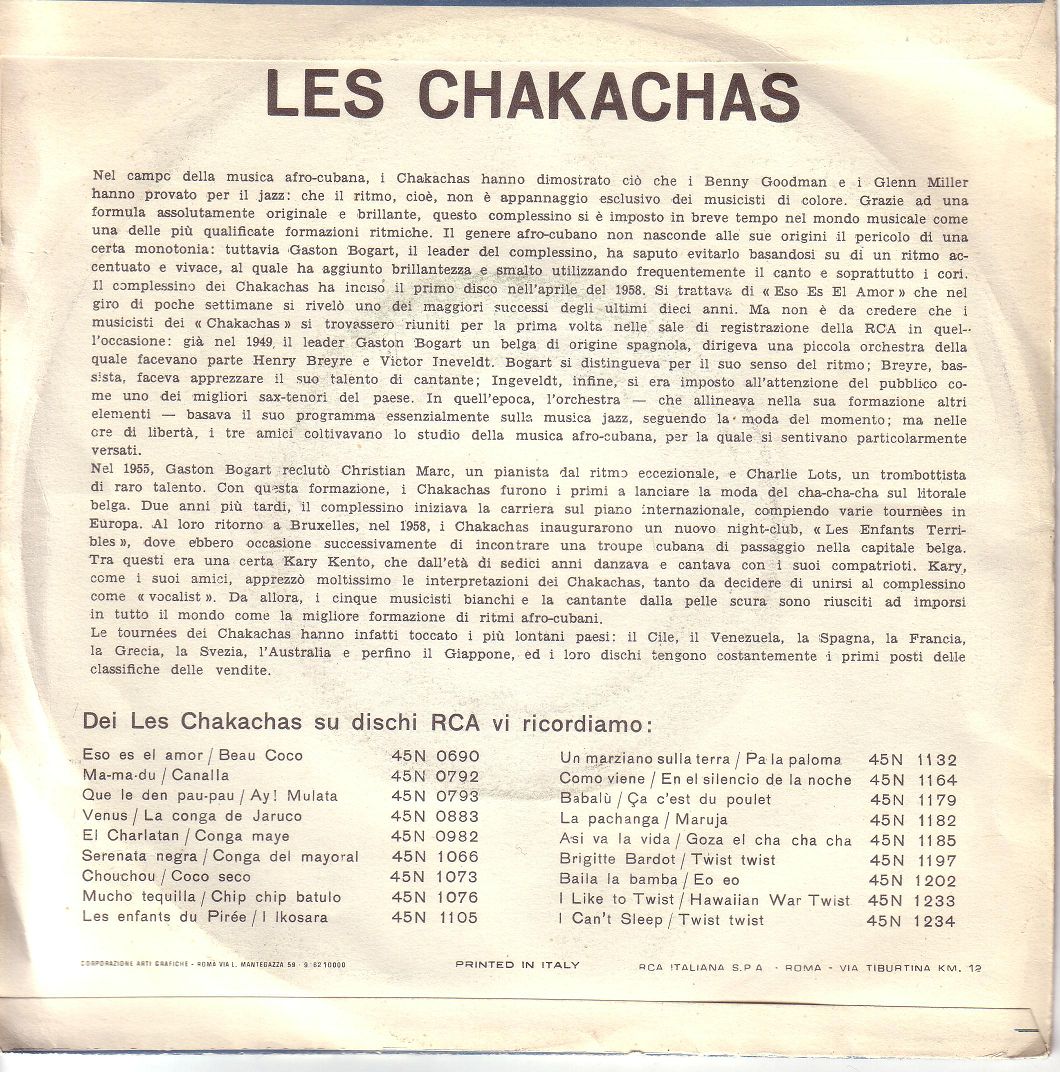 LES CHAKACHAS
Nel campo della musica afro-cubana, i Chakachas hanno dimostrato ciò che i Benny Goodman e i Glenn Miller
hanno provato per il jazz: che il ritmo, cioè, non è appannaggio esclusivo dei musicisti di colore. Grazie ad una
formula assolutamente originale e brillante, questo complessino si è imposto in breve tempo nel mondo musicale come
una delle più qualificate formazioni ritmiche. Il genere afro-cubano non nasconde alle sue origini il pericolo di una
certa monotonia: tuttavia Gaston Bogart, il leader del complessino, ha saputo evitarlo basandosi su di un ritmo ac-
centuato e vivace, al quale ha aggiunto brillantezza e smalto utilizzando frequentemente il canto e soprattutto i cori.
Il complessino dei Chakachas ha inciso il primo disco nell'aprile del 1958. Si trattava di « Eso Es El Amor » che nel
giro di poche settimane si rivelò uno dei maggiori successi degli ultimi dieci anni. Ma non è da credere che i
musicisti dei « Chakachas » si trovassero riuniti per la prima volta nelle sale di registrazione della RCA in quel-
l'occasione: già nel 1949, il leader Gaston Bogart un belga di origine spagnola, dirigeva una piccola orchestra della
quale facevano parte Henry Breyre e Victor Ineveldt. Bogart si distingueva per il suo senso del ritmo; Breyre, bas-
sista, faceva apprezzare il suo talento di cantante; Ingeveldt, infine, si era imposto all'attenzione del pubblico co-
me uno dei migliori sax-tenori del paese. In quell'epoca, l'orchestra — che allineava nella sua formazione altri
elementi — basava il suo programma essenzialmente sulla musica jazz, seguendo la moda del momento; ma nelle
ore di libertà, i tre amici coltivavano lo studio della musica afro-cubana, per la quale si sentivano particolarmente
versati.
Nel 1955, Gaston Bogart reclutò Christian Marc, un pianista dal ritmo eccezionale, e Charlie Lots, un trombottista
di raro talento. Con questa formazione, i Chakachas furono i primi a lanciare la moda del cha-cha-cha sul litorale
belga. Due anni più tardi, il complessino iniziava la carriera sul piano internazionale, compiendo varie tournèes in
Europa. Al loro ritorno a Bruxelles, nel 1958, i Chakachas inaugurarono un nuovo night-club, « Les Enfants Terri-
bles », dove ebbero occasione successivamente di incontrare una troupe cubana di passaggio nella capitale belga.
Tra questi era una certa Kary Kento, che dall'età di sedici anni danzava e cantava con i suoi compatrioti. Kary,
come i suoi amici, apprezzò moltissimo le interpretazioni dei Chakachas, tanto da decidere di unirsi al complessino
come « vocalist ». Da allora, i cinque musicisti bianchi e la cantante dalla pelle scura sono riusciti ad imporsi
in tutto il mondo come la migliore formazione di ritmi afro-cubani.
Le tournées dei Chakachas hanno infatti toccato i più lontani paesi: il Cile, il Venezuela, la Spagna, la Francia,
la Grecia, la Svezia, l'Australia e perfino il Giappone, ed i loro dischi tengono costantemente i primi posti delle
classifiche delle vendite.
Dei Les Chakachas su dischi RCA vi ricordiamo:
Eso es el amor / Beau Coco 45N 0690
Ma-ma-du / Canalla 45N 0792
Que le den pau-pau / Ay! Mulata 45N 0793
Venus / La conga de Jaruco 45N 0883
El Charlatan / Conga maye 45N 0982
Serenata negra / Conga del mayoral 45N 1066
Chouchou / Coco seco 45N 1073
Mucho tequilla / Chip chip batulo 45N 1076
Les enfants du Pirée / I Ikosara 45N 1105
Un marziano sulla terra / Pa la paloma 45N 1132
Como viene / En el silencio de la noche 45N 1164
Babalù / Ça c'est du poulet 45N 1179
La pachanga / Maruja 45N 1182
Asi va la vida / Goza el cha cha cha 45N 1185
Brigitte Bardot / Twist twist 45N 1197
Baila la bamba / Eo eo 45N 1202
I Like to Twist / Hawaiian War Twist 45N 1233
I Can't Sleep / Twist twist 45N 1234
CORPORAZIONE ARTI GRAFICHE - ROMA VIA L. MANTEGAZZA 59
PRINTED IN ITALY
RCA ITALIANA S.P.A. - ROMA - VIA TIBURTINA KM. 12